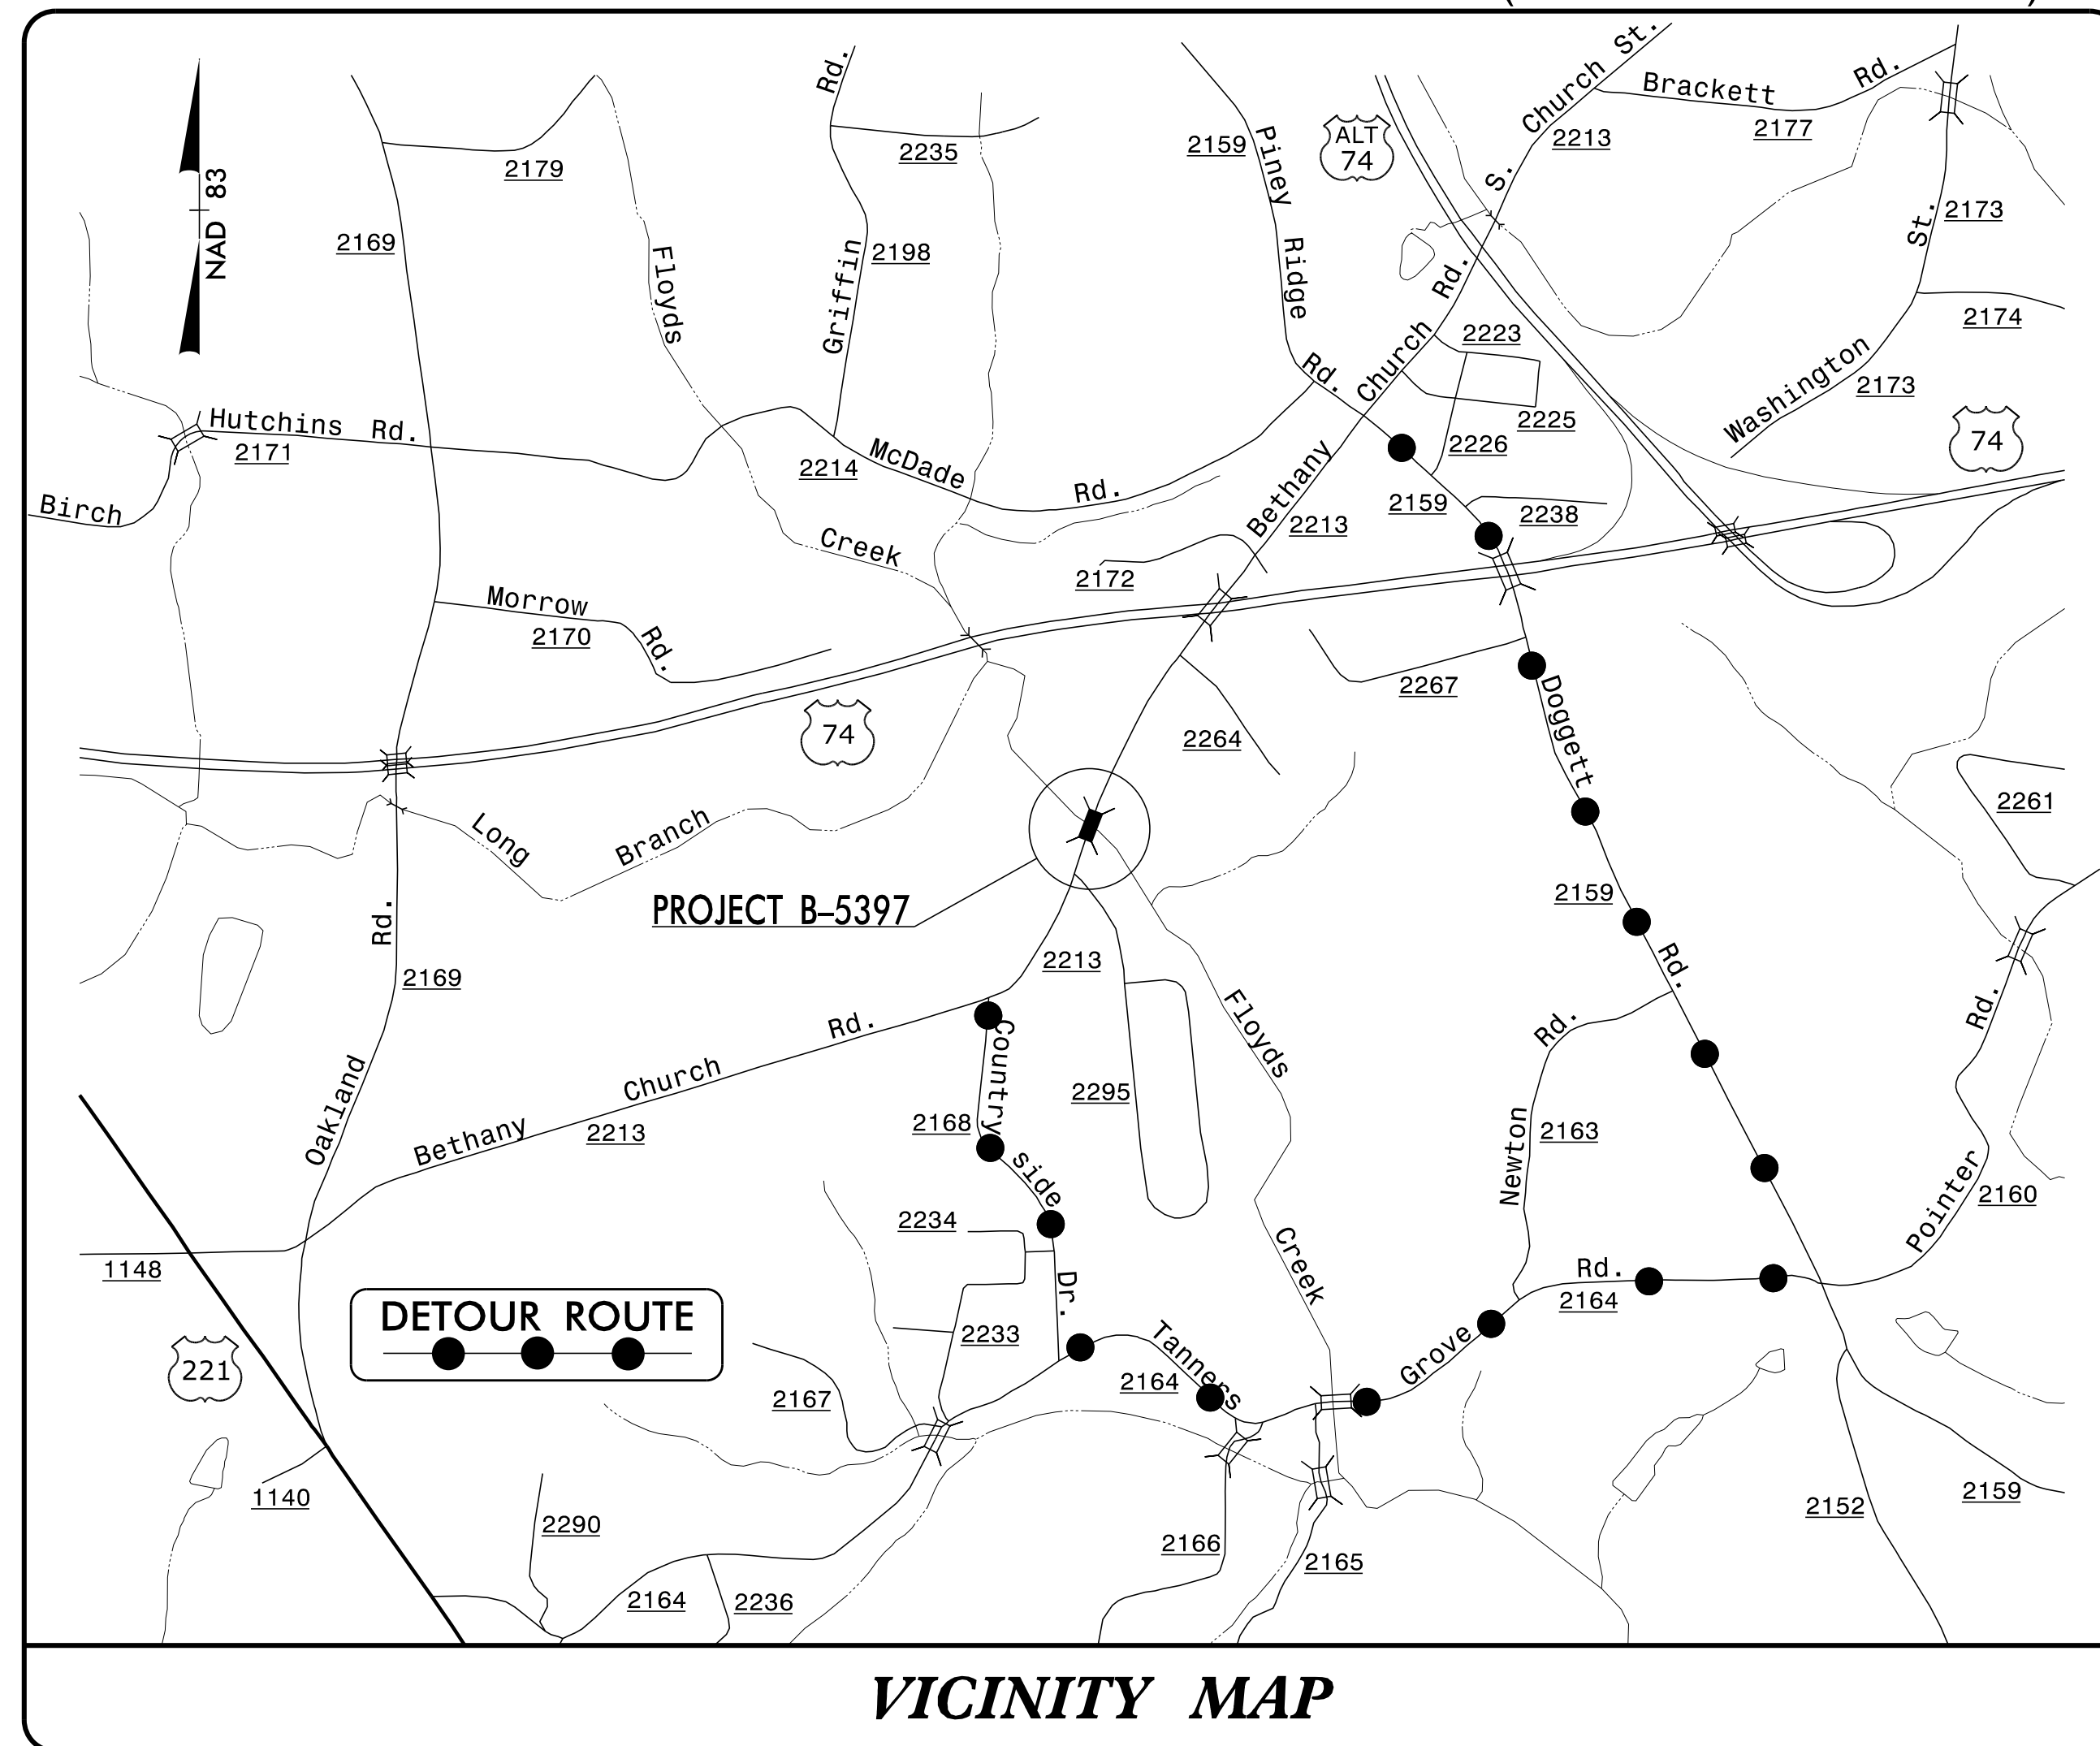 Church St.
Brackett Rd.
2177
2213
Rd.
2235
2179
NAD 83
2169
Floyds
Griffin
2198
2159
Piney Ridge Rd.
ALT
74
S.
2173
St.
2174
Washington
2173
Rd.
Church
2223
2225
2226
74
Hutchins Rd.
2171
Birch
2214
McDade Rd.
Bethany
2213
2159
2238
Creek
2172
Morrow Rd.
2170
2267
2264
74
Doggett
Long Branch
2261
PROJECT B–5397
2159
Rd.
Rd.
2169
2213
Floyds
Rd.
Rd.
Country
Oakland
Church
Bethany
2213
2168
side
2295
Newton
Rd.
2163
Pointer
2160
2234
1148
Creek
Dr.
Rd.
2164
DETOUR ROUTE
221
2233
2167
2164
Tanners
Grove
1140
2290
2164
2236
2166
2165
2152
2159
VICINITY MAP